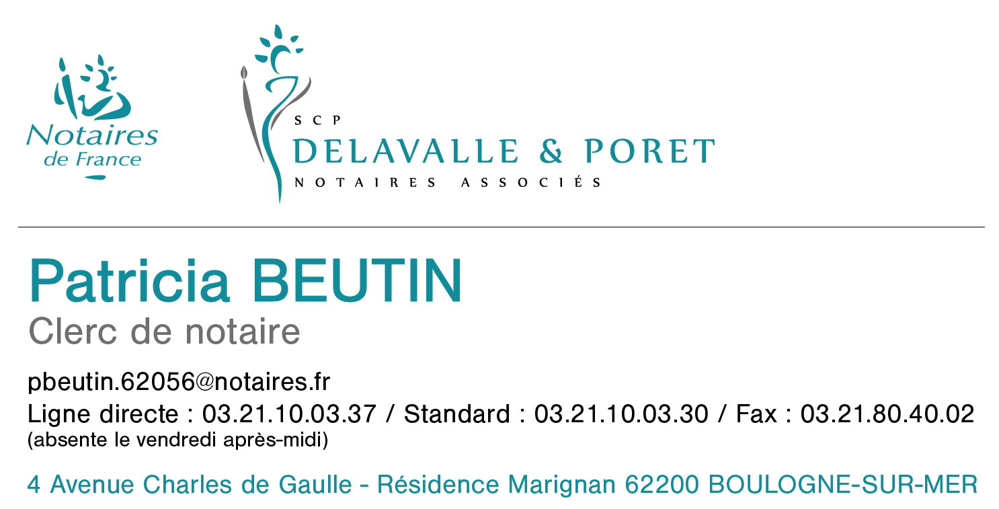 Notaires
de France
SCP
DELAVALLE & PORET
NOTAIRES ASSOCIÉS
Patricia BEUTIN
Clerc de notaire
pbeutin.62056@notaires.fr
Ligne directe : 03.21.10.03.37 / Standard : 03.21.10.03.30 / Fax : 03.21.80.40.02
(absente le vendredi après-midi)
4 Avenue Charles de Gaulle - Résidence Marignan 62200 BOULOGNE-SUR-MER